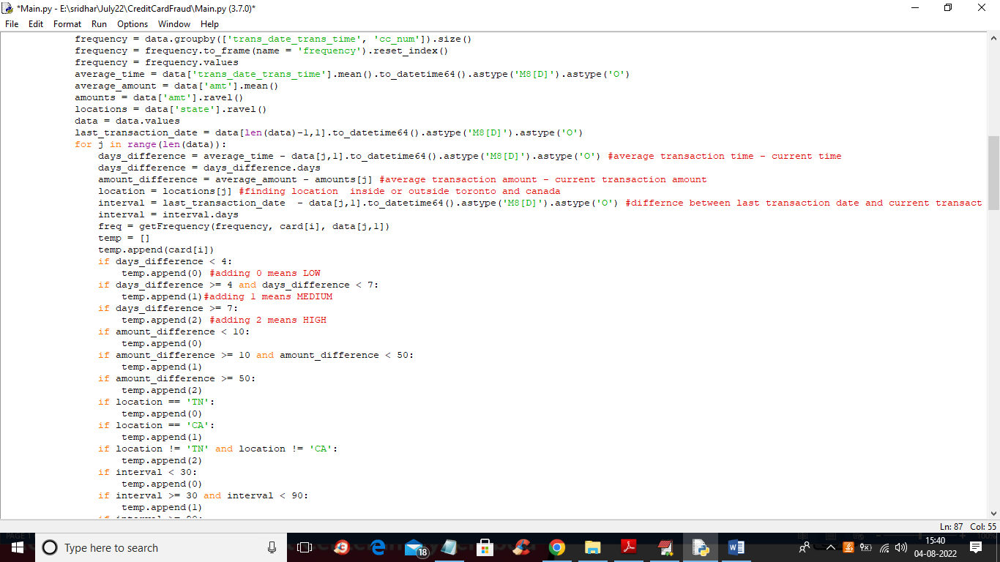 *Main.py - E:\sridhar\July22\CreditCardFraud\Main.py (3.7.0)*
File Edit Format Run Options Window Help
frequency = data.groupby(['trans_date_trans_time', 'cc_num']).size()
frequency = frequency.to_frame(name = 'frequency').reset_index()
frequency = frequency.values
average_time = data['trans_date_trans_time'].mean().to_datetime64().astype('M8[D]').astype('O')
average_amount = data['amt'].mean()
amounts = data['amt'].ravel()
locations = data['state'].ravel()
data = data.values
last_transaction_date = data[len(data)-1,1].to_datetime64().astype('M8[D]').astype('O')
for j in range(len(data)):
    days_difference = average_time - data[j,1].to_datetime64().astype('M8[D]').astype('O') #average transaction time - current time
    days_difference = days_difference.days
    amount_difference = average_amount - amounts[j] #average transaction amount - current transaction amount
    location = locations[j] #finding location  inside or outside toronto and canada
    interval = last_transaction_date  - data[j,1].to_datetime64().astype('M8[D]').astype('O') #differnce between last transaction date and current transact
    interval = interval.days
    freq = getFrequency(frequency, card[i], data[j,1])
    temp = []
    temp.append(card[i])
    if days_difference < 4:
        temp.append(0) #adding 0 means LOW
    if days_difference >= 4 and days_difference < 7:
        temp.append(1)#adding 1 means MEDIUM
    if days_difference >= 7:
        temp.append(2) #adding 2 means HIGH
    if amount_difference < 10:
        temp.append(0)
    if amount_difference >= 10 and amount_difference < 50:
        temp.append(1)
    if amount_difference >= 50:
        temp.append(2)
    if location == 'TN':
        temp.append(0)
    if location == 'CA':
        temp.append(1)
    if location != 'TN' and location != 'CA':
        temp.append(2)
    if interval < 30:
        temp.append(0)
    if interval >= 30 and interval < 90:
        temp.append(1)
Ln: 87 Col: 55
Type here to search
18
15:40
04-08-2022